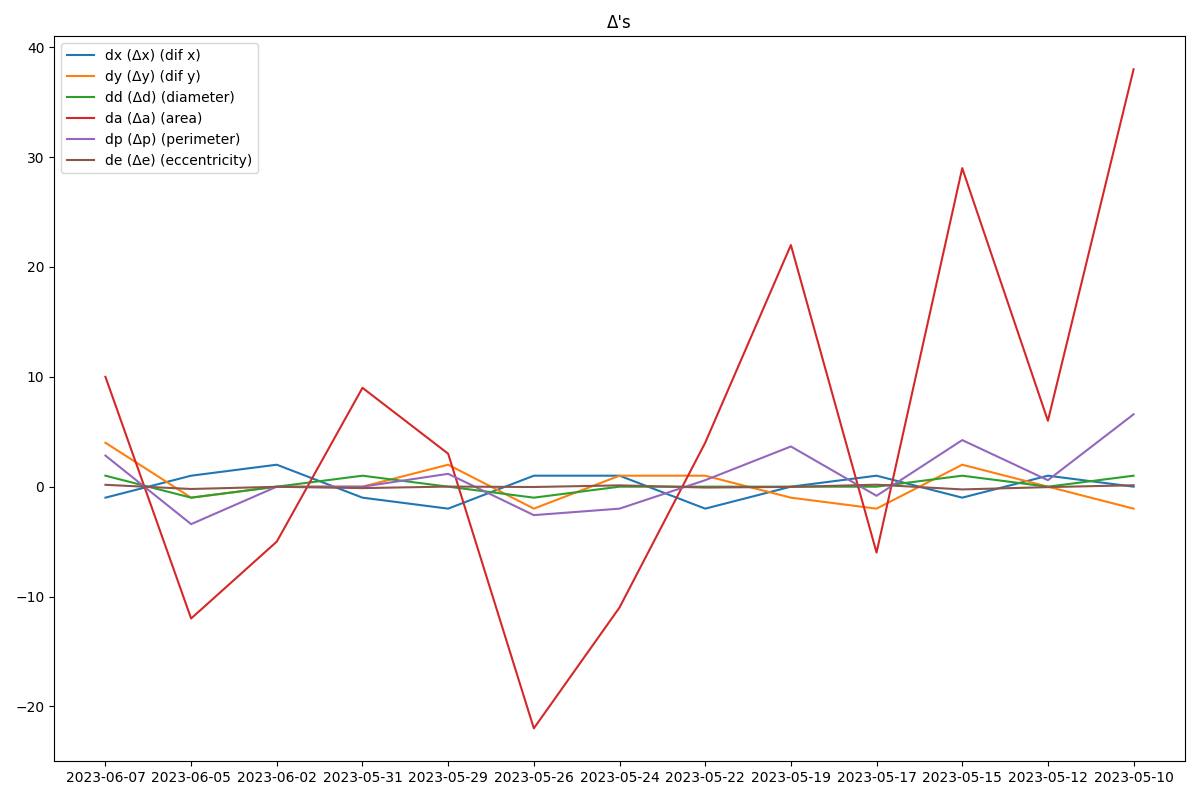 Δ's
dx (Δx) (dif x)
dy (Δy) (dif y)
dd (Δd) (diameter)
da (Δa) (area)
dp (Δp) (perimeter)
de (Δe) (eccentricity)
40
30
20
10
0
−10
−20
2023-06-07 2023-06-05 2023-06-02 2023-05-31 2023-05-29 2023-05-26 2023-05-24 2023-05-22 2023-05-19 2023-05-17 2023-05-15 2023-05-12 2023-05-10